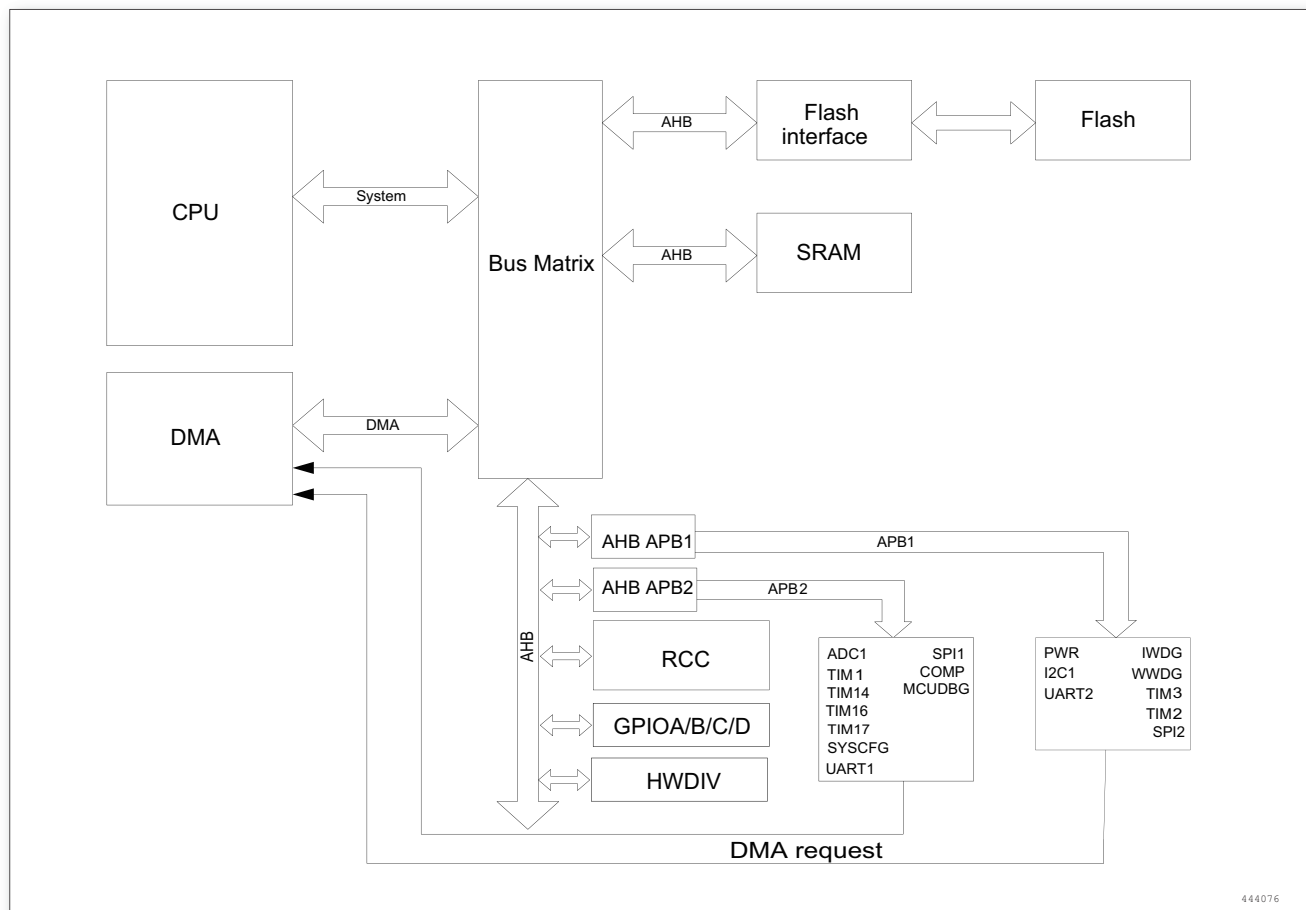 CPU
System
Bus Matrix
AHB
Flash
interface
Flash
AHB
SRAM
DMA
DMA
AHB
AHB APB1
APB1
AHB APB2
APB2
RCC
GPIOA/B/C/D
HWDIV
ADC1
TIM1
TIM14
TIM16
TIM17
SYSCFG
UART1
SPI1
COMP
MCUDBG
PWR
I2C1
UART2
IWDG
WWDG
TIM3
TIM2
SPI2
DMA request
444076